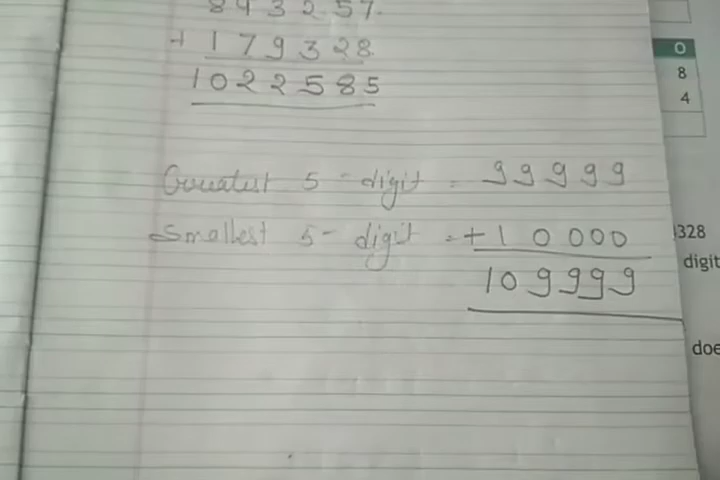 843257
+179328
1022585
Greatest 5-digit = 99999
Smallest 5-digit = +10000
109999
0
8
4
328
digit
doe